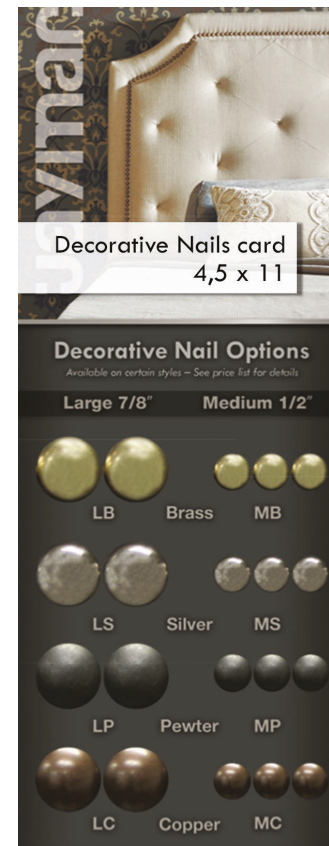 Jaymar
Decorative Nails card
4,5 x 11
Decorative Nail Options
Available on certain styles – See price list for details
Large 7/8" Medium 1/2"
LB Brass MB
LS Silver MS
LP Pewter MP
LC Copper MC